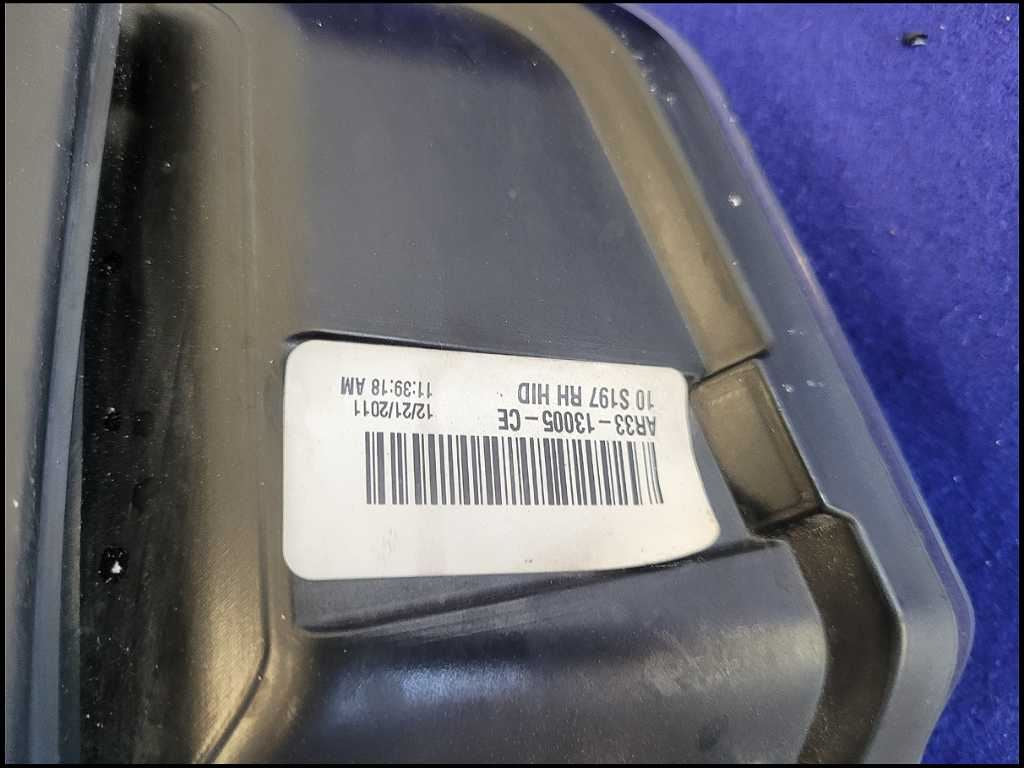 AR33-13005-CE 12/21/2011
10 S197 RH HID 11:39:18 AM